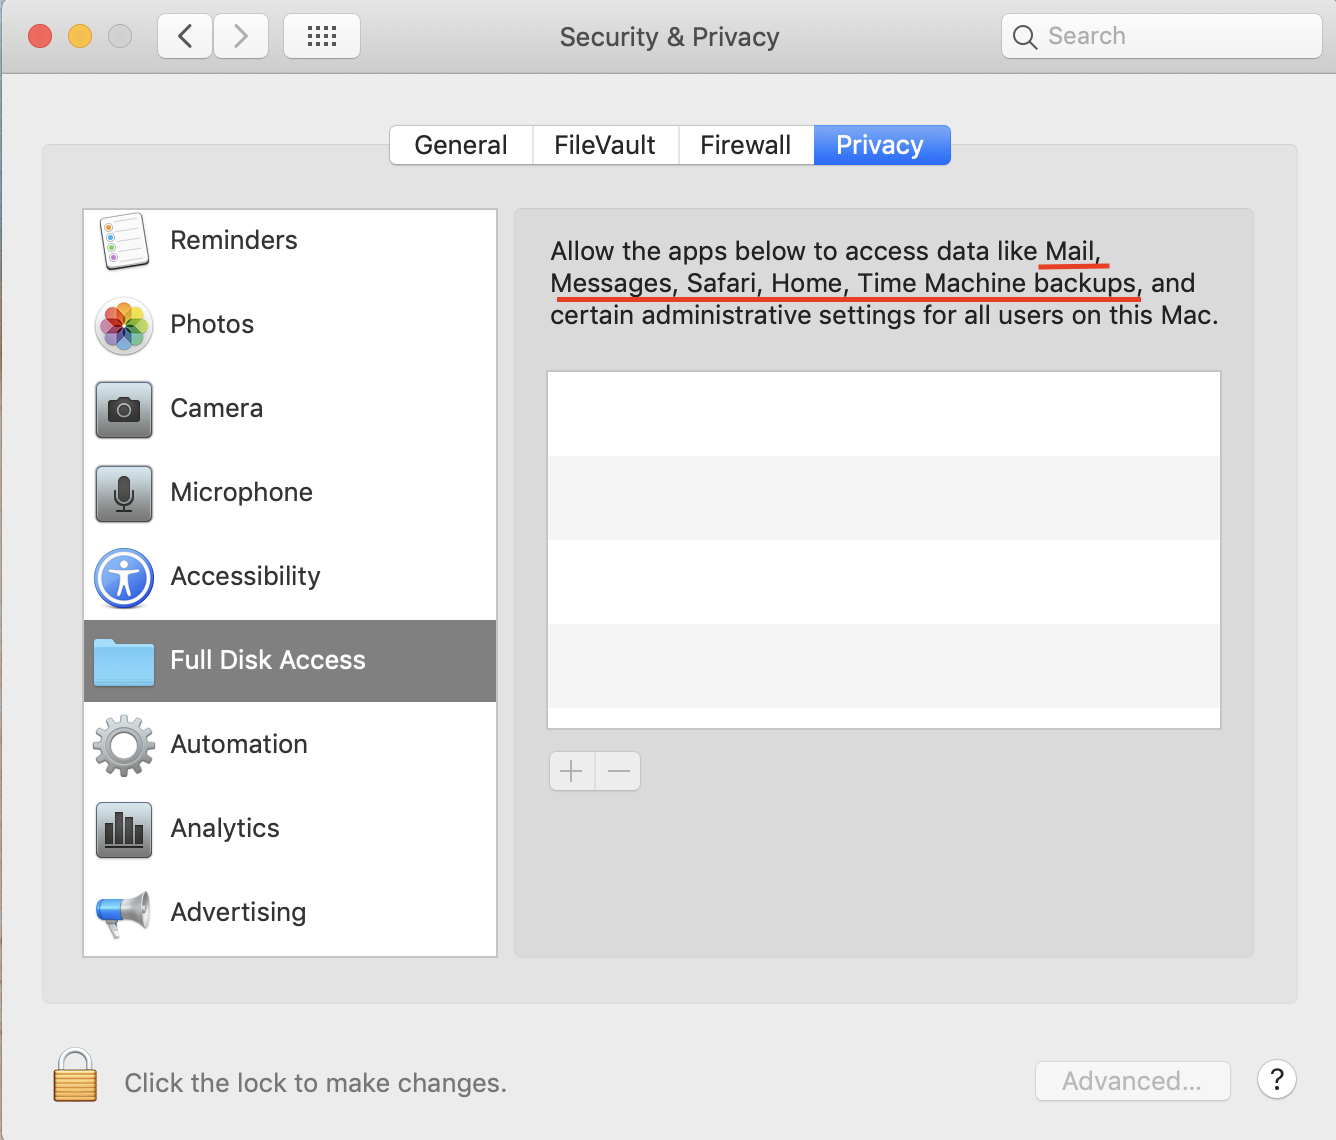 Security & Privacy
Search
General
FileVault
Firewall
Privacy
Reminders
Photos
Camera
Microphone
Accessibility
Full Disk Access
Automation
Analytics
Advertising
Allow the apps below to access data like Mail,
Messages, Safari, Home, Time Machine backups, and
certain administrative settings for all users on this Mac.
Click the lock to make changes.
Advanced...
?